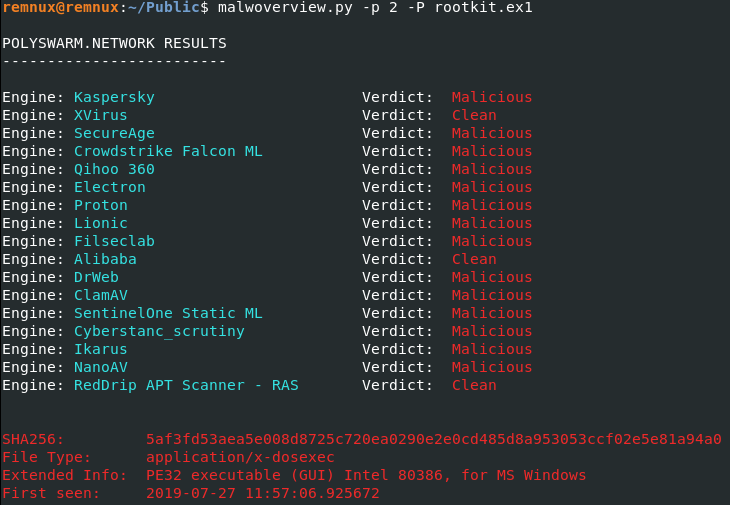 remnux@remnux:~/Public$ malwoverview.py -p 2 -P rootkit.ex1
POLYSWARM.NETWORK RESULTS
-------------------------
Engine: Kaspersky Verdict: Malicious
Engine: XVirus Verdict: Clean
Engine: SecureAge Verdict: Malicious
Engine: Crowdstrike Falcon ML Verdict: Malicious
Engine: Qihoo 360 Verdict: Malicious
Engine: Electron Verdict: Malicious
Engine: Proton Verdict: Malicious
Engine: Lionic Verdict: Malicious
Engine: Filseclab Verdict: Malicious
Engine: Alibaba Verdict: Clean
Engine: DrWeb Verdict: Malicious
Engine: ClamAV Verdict: Malicious
Engine: SentinelOne Static ML Verdict: Malicious
Engine: Cyberstanc_scrutiny Verdict: Malicious
Engine: Ikarus Verdict: Malicious
Engine: NanoAV Verdict: Malicious
Engine: RedDrip APT Scanner - RAS Verdict: Clean
SHA256: 5af3fd53aea5e008d8725c720ea0290e2e0cd485d8a953053ccf02e5e81a94a0
File Type: application/x-dosexec
Extended Info: PE32 executable (GUI) Intel 80386, for MS Windows
First seen: 2019-07-27 11:57:06.925672